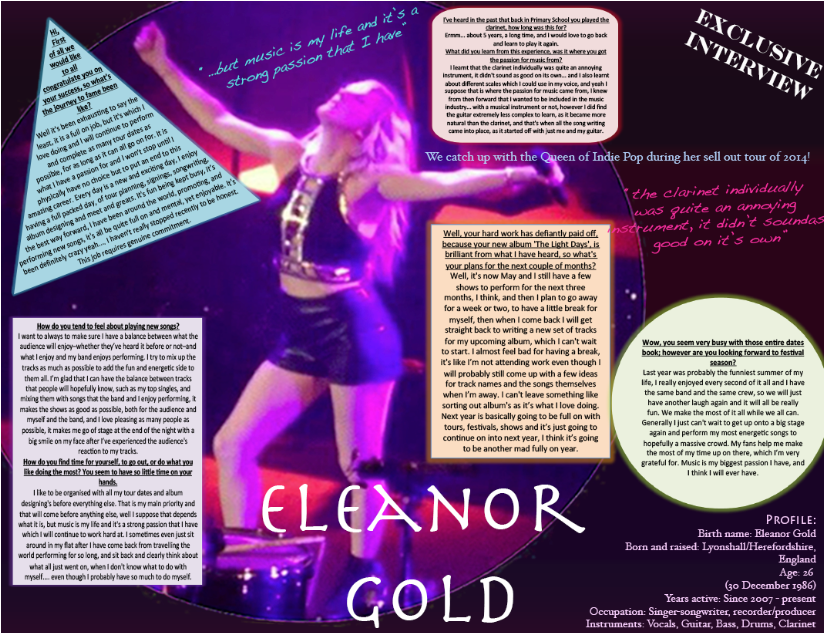 Hi,
First
of all we
would like
to all
congratulate you on
your success, so what's
the journey to fame been
like?
Well it's been exhausting to say the
least, it is a full on job, but it's which I
love doing and I will continue to perform
and complete as many tour dates as
possible, for as long as it can all go on for. It is
what I have a passion for and I won't stop until I
physically have no choice but to put an end to this
amazing career. Every day is a new and exciting day, I enjoy
having a full packed day, of tour planning, signings, songwriting,
album designing and meet and greets. It's fun being kept busy, it's
the best way forward, I have been around the world, promoting, and
performing new songs, it's all be quite full on and mental, yet enjoyable. It's
been definitely crazy yeah.... I haven't really stopped recently to be honest.
This job requires genuine commitment.
"...but music is my life and it's a
strong passion that I have"
I've heard in the past that back in Primary School you played the
clarinet, how long was this for?
Ermm... about 5 years, a long time, and I would love to go back
and learn to play it again.
What did you learn from this experience, was it where you got
the passion for music from?
I learnt that the clarinet individually was quite an annoying
instrument, it didn't sound as good on its own... and i also learnt
about different scales which I could use in my voice, and yeah I
suppose that is where the passion for music came from, I knew
from then forward that I wanted to be included in the music
industry... with a musical instrument or not, however I did find
the guitar extremely less complex to learn, as it became more
natural than the clarinet, and that's when all the song writing
came into place, as it started off with just me and my guitar.
EXCLUSIVE
INTERVIEW
We catch up with the Queen of Indie Pop during her sell out tour of 2014!
"the clarinet individually
was quite an annoying
instrument, it didn't soundas
good on it's own"
Well, your hard work has defiantly paid off,
because your new album 'The Light Days', is
brilliant from what I have heard, so what's
your plans for the next couple of months?
Well, it's now May and I still have a few
shows to perform for the next three
months, I think, and then I plan to go away
for a week or two, to have a little break for
myself, then when I come back I will get
straight back to writing a new set of tracks
for my upcoming album, which I can't wait
to start. I almost feel bad for having a break,
it's like I'm not attending work even though I
will probably still come up with a few ideas
for track names and the songs themselves
when I'm away. I can't leave something like
sorting out album's as it's what I love doing.
Next year is basically going to be full on with
tours, festivals, shows and it's just going to
continue on into next year, I think it's going
to be another mad fully on year.
Wow, you seem very busy with those entire dates
book; however are you looking forward to festival
season?
Last year was probably the funniest summer of my
life, I really enjoyed every second of it all and I have
the same band and the same crew, so we will just
have another laugh again and it will all be really
fun. We make the most of it all while we all can.
Generally I just can't wait to get up onto a big stage
again and perform my most energetic songs to
hopefully a massive crowd. My fans help me make
the most of my time up on there, which I'm very
grateful for. Music is my biggest passion I have, and
I think I will ever have.
How do you tend to feel about playing new songs?
I want to always to make sure I have a balance between what the
audience will enjoy–whether they've heard it before or not–and
what I enjoy and my band enjoys performing. I try to mix up the
tracks as much as possible to add the fun and energetic side to
them all. I'm glad that I can have the balance between tracks
that people will hopefully know, such as my top singles, and
mixing them with songs that the band and I enjoy performing, it
makes the shows as good as possible, both for the audience and
myself and the band, and I love pleasing as many people as
possible, it makes me go of stage at the end of the night with a
big smile on my face after I've experienced the audience's
reaction to my tracks.
How do you find time for yourself, to go out, or do what you
like doing the most? You seem to have so little time on your
hands.
I like to be organised with all my tour dates and album
designing's before everything else. That is my main priority and
that will come before anything else, well I suppose that depends
what it is, but music is my life and it's a strong passion that I have
which I will continue to work hard at. I sometimes even just sit
around in my flat after I have come back from travelling the
world performing for so long, and sit back and clearly think about
what all just went on, when I don't know what to do with
myself.... even though I probably have so much to do myself.
ELEANOR
GOLD
PROFILE:
Birth name: Eleanor Gold
Born and raised: Lyonshall/Herefordshire,
England
Age: 26
(30 December 1986)
Years active: Since 2007 - present
Occupation: Singer-songwriter, recorder/producer
Instruments: Vocals, Guitar, Bass, Drums, Clarinet